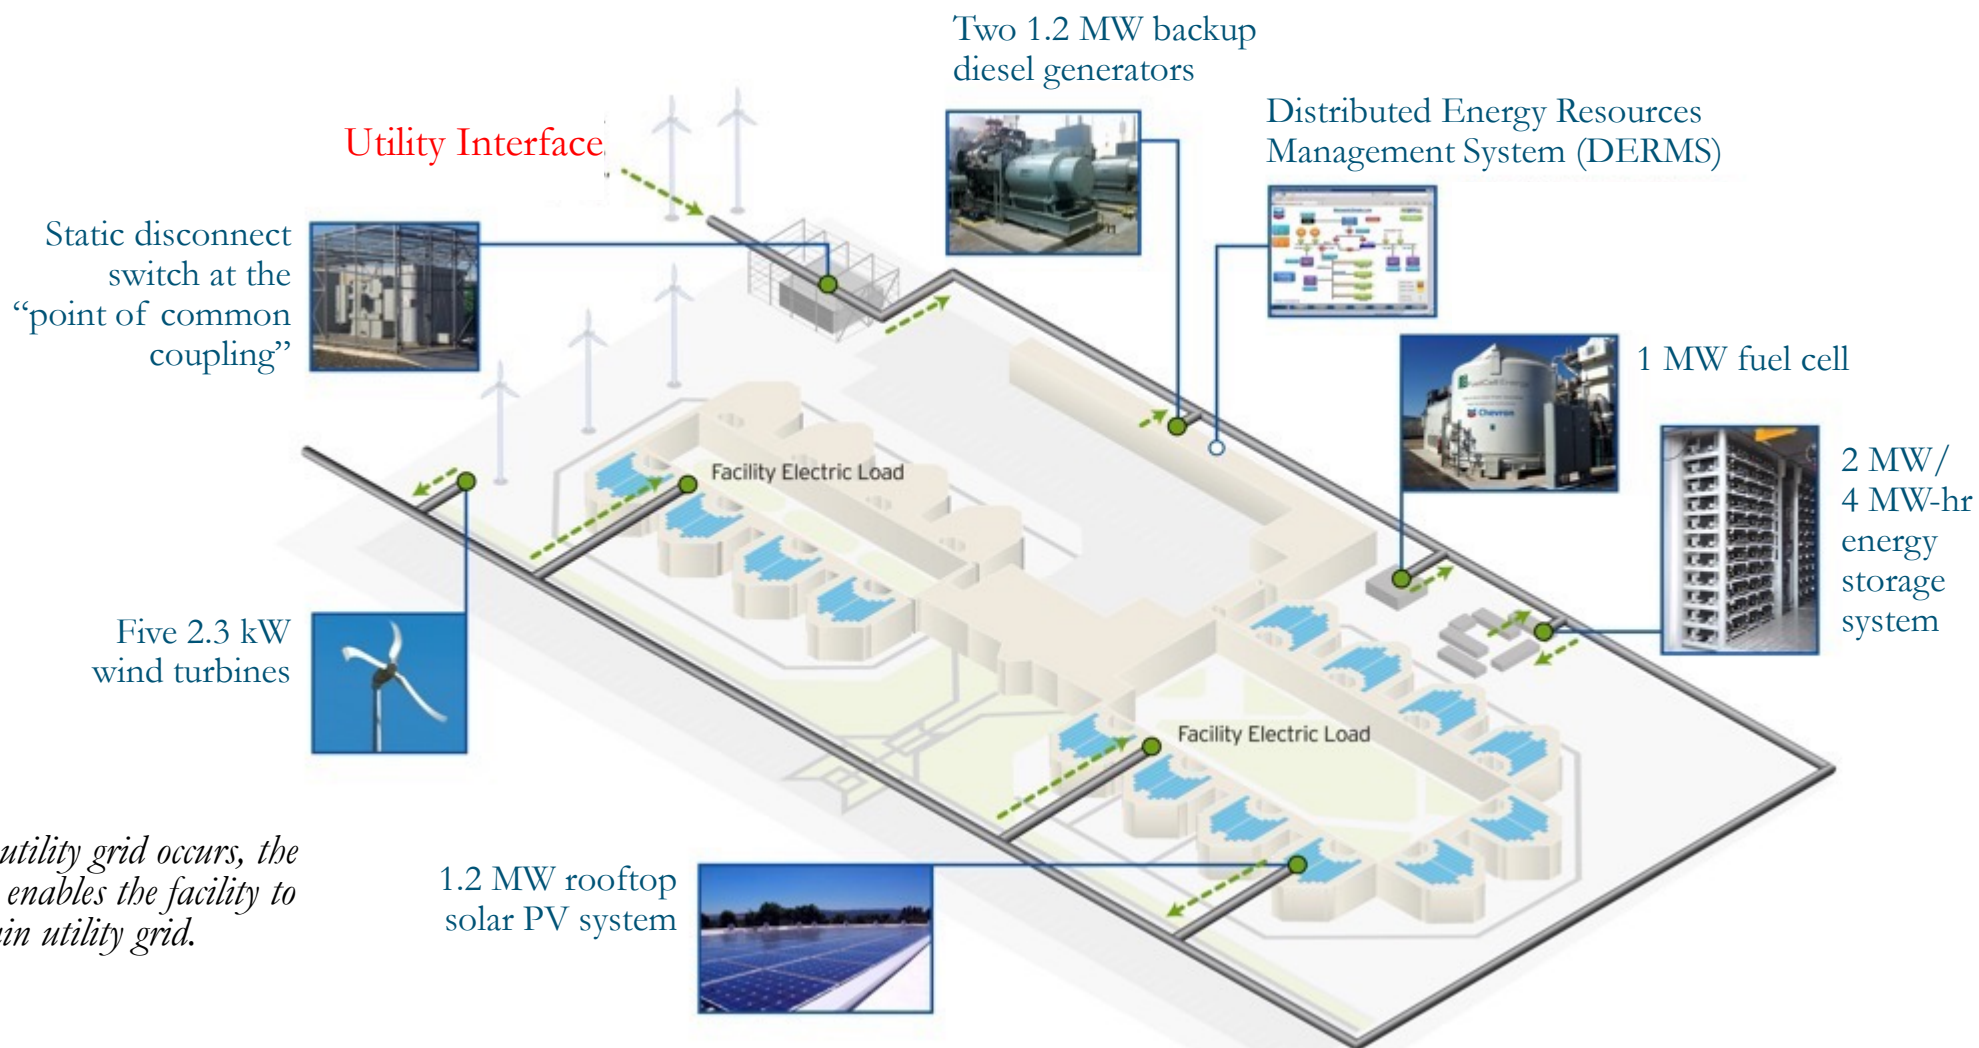 Two 1.2 MW backup
diesel generators
Distributed Energy Resources
Management System (DERMS)
Utility Interface
Static disconnect
switch at the
“point of common
coupling”
1 MW fuel cell
FuelCell Energy
Chevron
2 MW/
4 MW-hr
energy
storage
system
Facility Electric Load
Five 2.3 kW
wind turbines
Facility Electric Load
1.2 MW rooftop
solar PV system
utility grid occurs, the
enables the facility to
in utility grid.